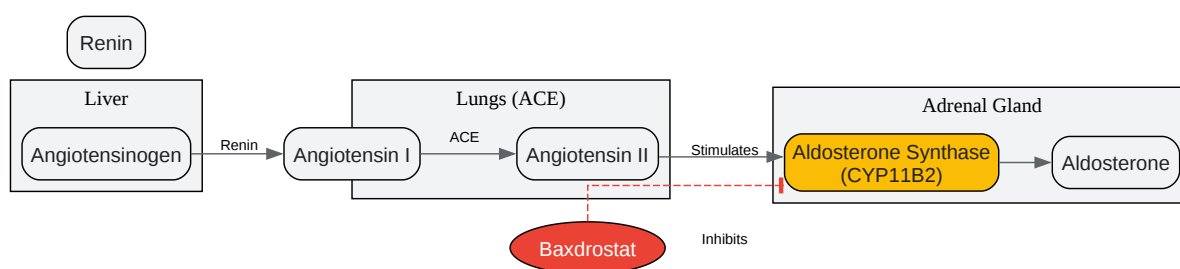 Renin
Liver
Lungs (ACE)
Adrenal Gland
Angiotensinogen
Renin
Angiotensin I
ACE
Angiotensin II
Stimulates
Aldosterone Synthase
(CYP11B2)
Aldosterone
Baxdrostat
Inhibits